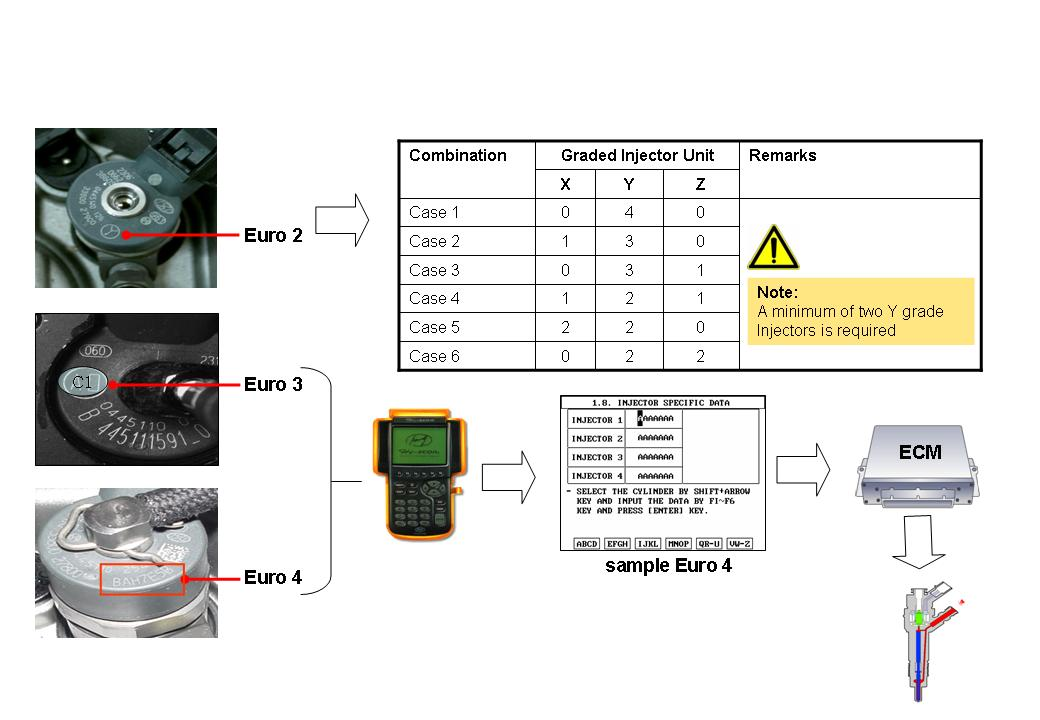 Combination Graded Injector Unit Remarks
X Y Z
Case 1 0 4 0
Case 2 1 3 0
Case 3 0 3 1
Case 4 1 2 1
Case 5 2 2 0
Case 6 0 2 2
Note:
A minimum of two Y grade
Injectors is required
Euro 2
060
C1
0445110
B 445111591 0
Euro 3
27800
BAH7E5
Euro 4
1.8. INJECTOR SPECIFIC DATA
INJECTOR 1 AAAAAAA
INJECTOR 2 AAAAAAA
INJECTOR 3 AAAAAAA
INJECTOR 4 AAAAAAA
- SELECT THE CYLINDER BY SHIFT+ARROW
KEY AND INPUT THE DATA BY F1~F6
KEY AND PRESS [ENTER] KEY.
ABCD EFGH IJKL MNOP QR-U VW-Z
sample Euro 4
ECM